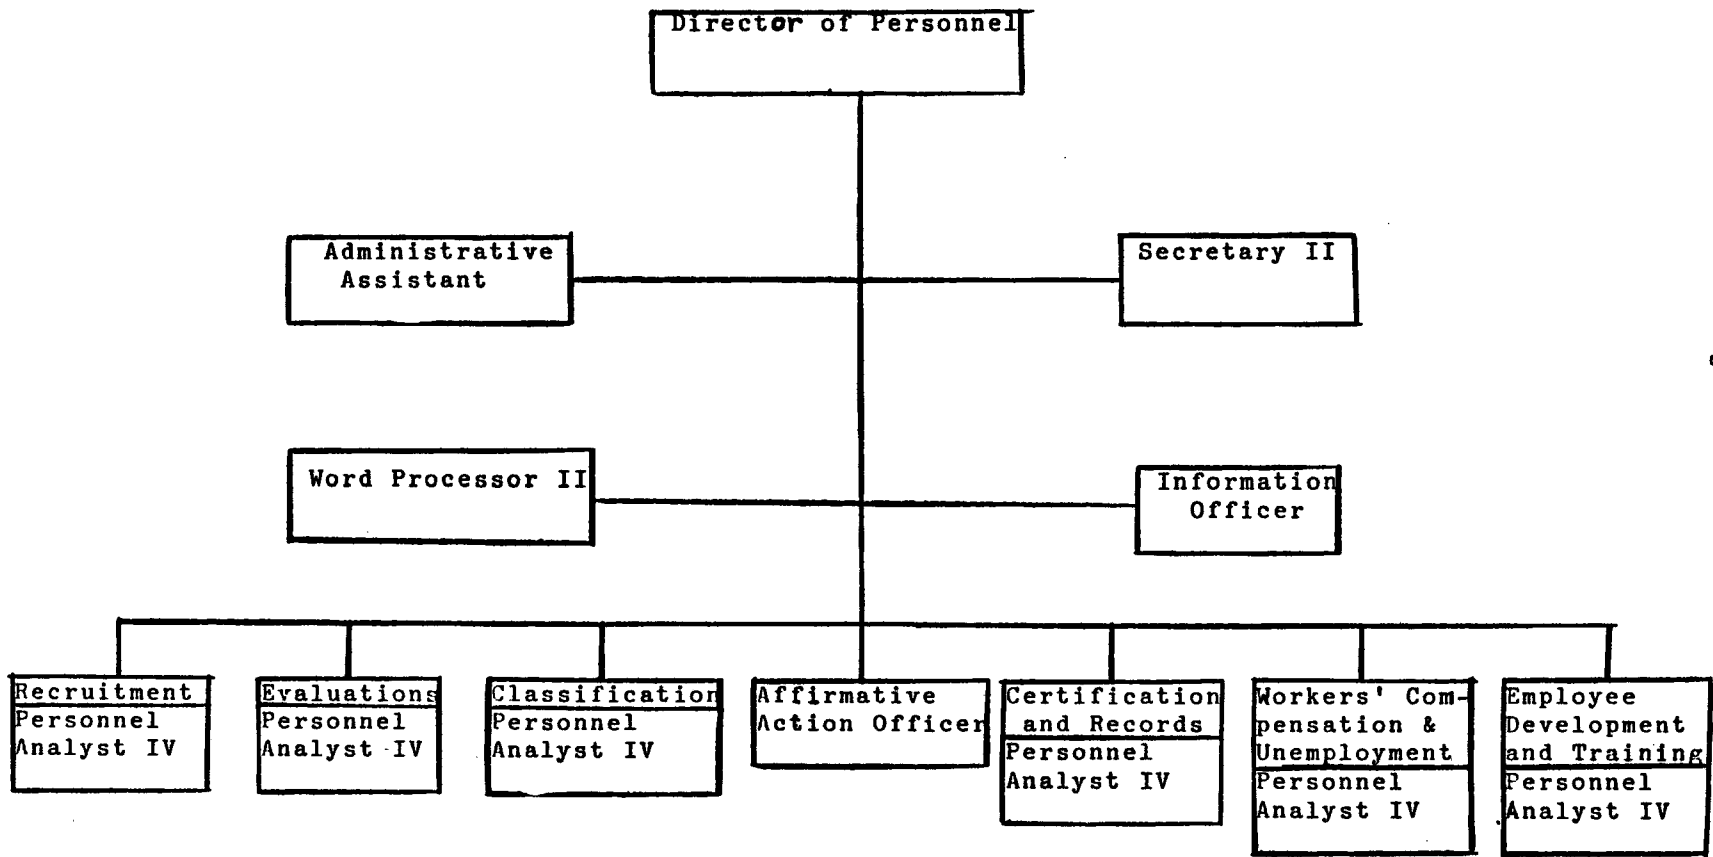 Director of Personnel
Administrative
Assistant
Secretary II
Word Processor II
Information
Officer
Recruitment
Personnel
Analyst IV
Evaluations
Personnel
Analyst IV
Classification
Personnel
Analyst IV
Affirmative
Action Officer
Certification
and Records
Personnel
Analyst IV
Workers' Com-
pensation &
Unemployment
Personnel
Analyst IV
Employee
Development
and Training
Personnel
Analyst IV